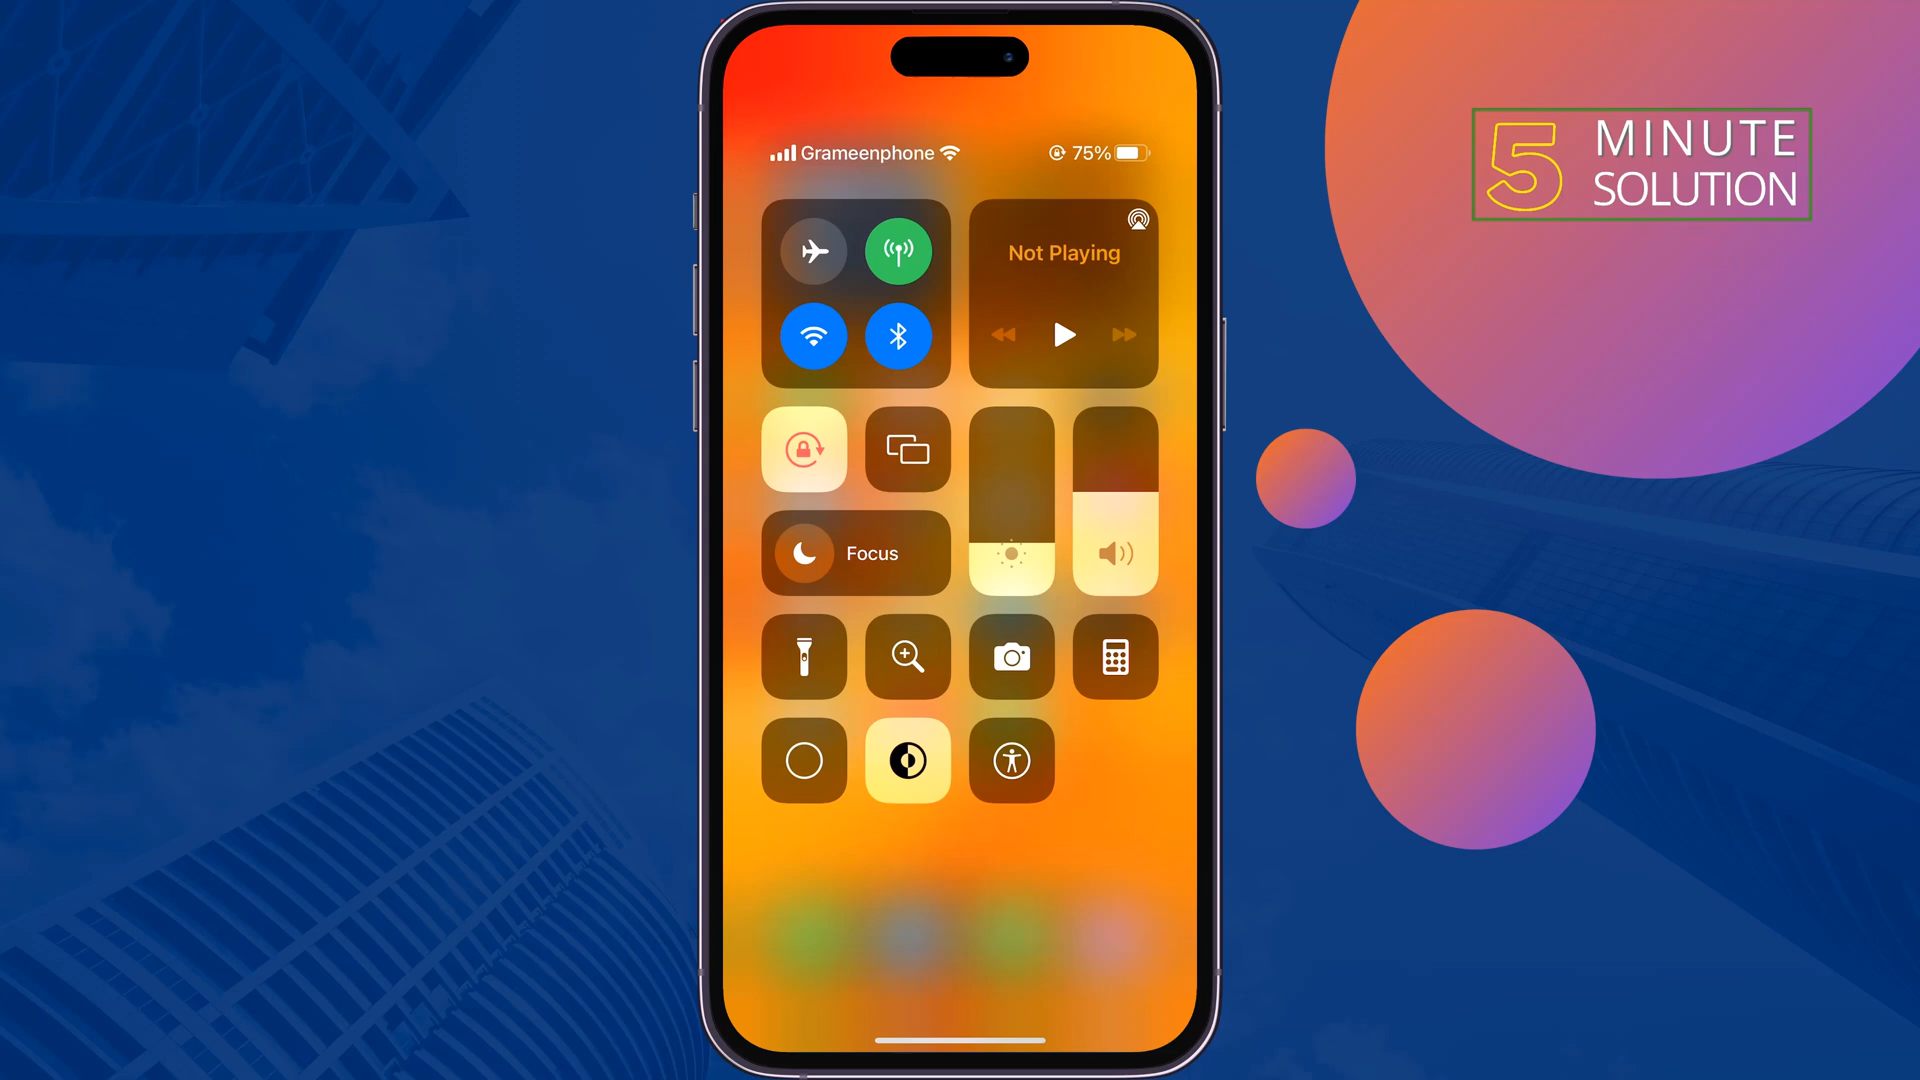 Grameenphone
75%
Not Playing
Focus
5 MINUTE
SOLUTION